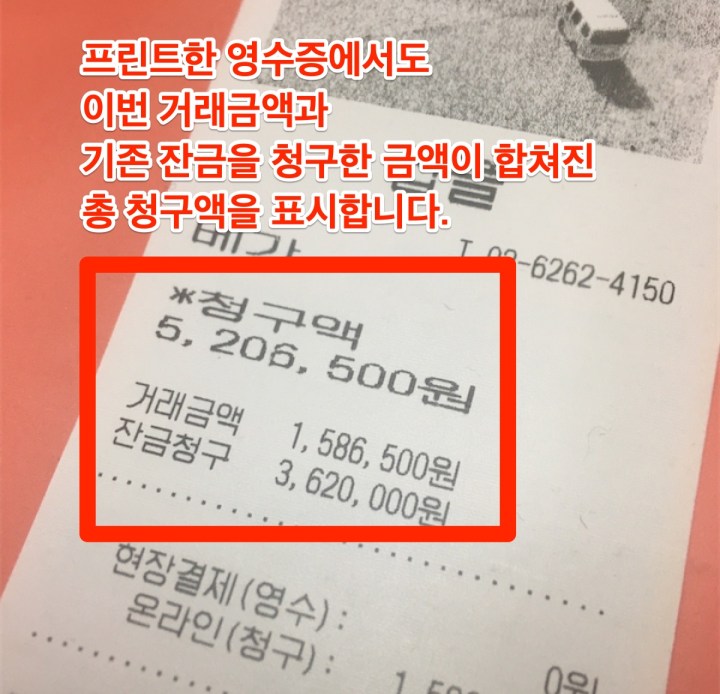 프린트한 영수증에서도
이번 거래금액과
기존 잔금을 청구한 금액이 합쳐진
총 청구액을 표시합니다.
T. 02-6262-4150
*청구액
5,206,500원
거래금액 1,586,500원
잔금청구 3,620,000원
현장결제(영수): 0원
온라인(청구):